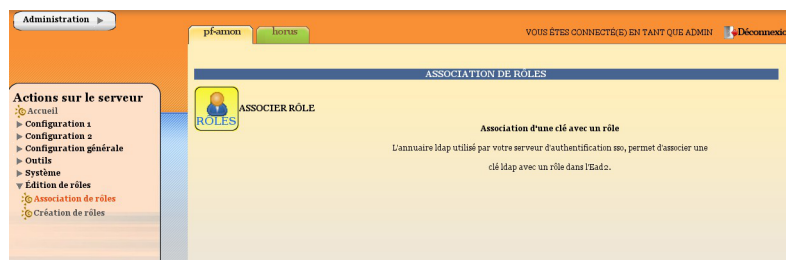 Administration
pf-amon horus VOUS ÊTES CONNECTÉ(E) EN TANT QUE ADMIN Déconnexio
ASSOCIATION DE RÔLES
Actions sur le serveur
Accueil
Configuration 1
Configuration 2
Configuration générale
Outils
Système
Édition de rôles
Association de rôles
Création de rôles
RÔLES
ASSOCIER RÔLE
Association d'une clé avec un rôle
L'annuaire ldap utilisé par votre serveur d'authentification sso, permet d'associer une
clé ldap avec un rôle dans l'Ead2.